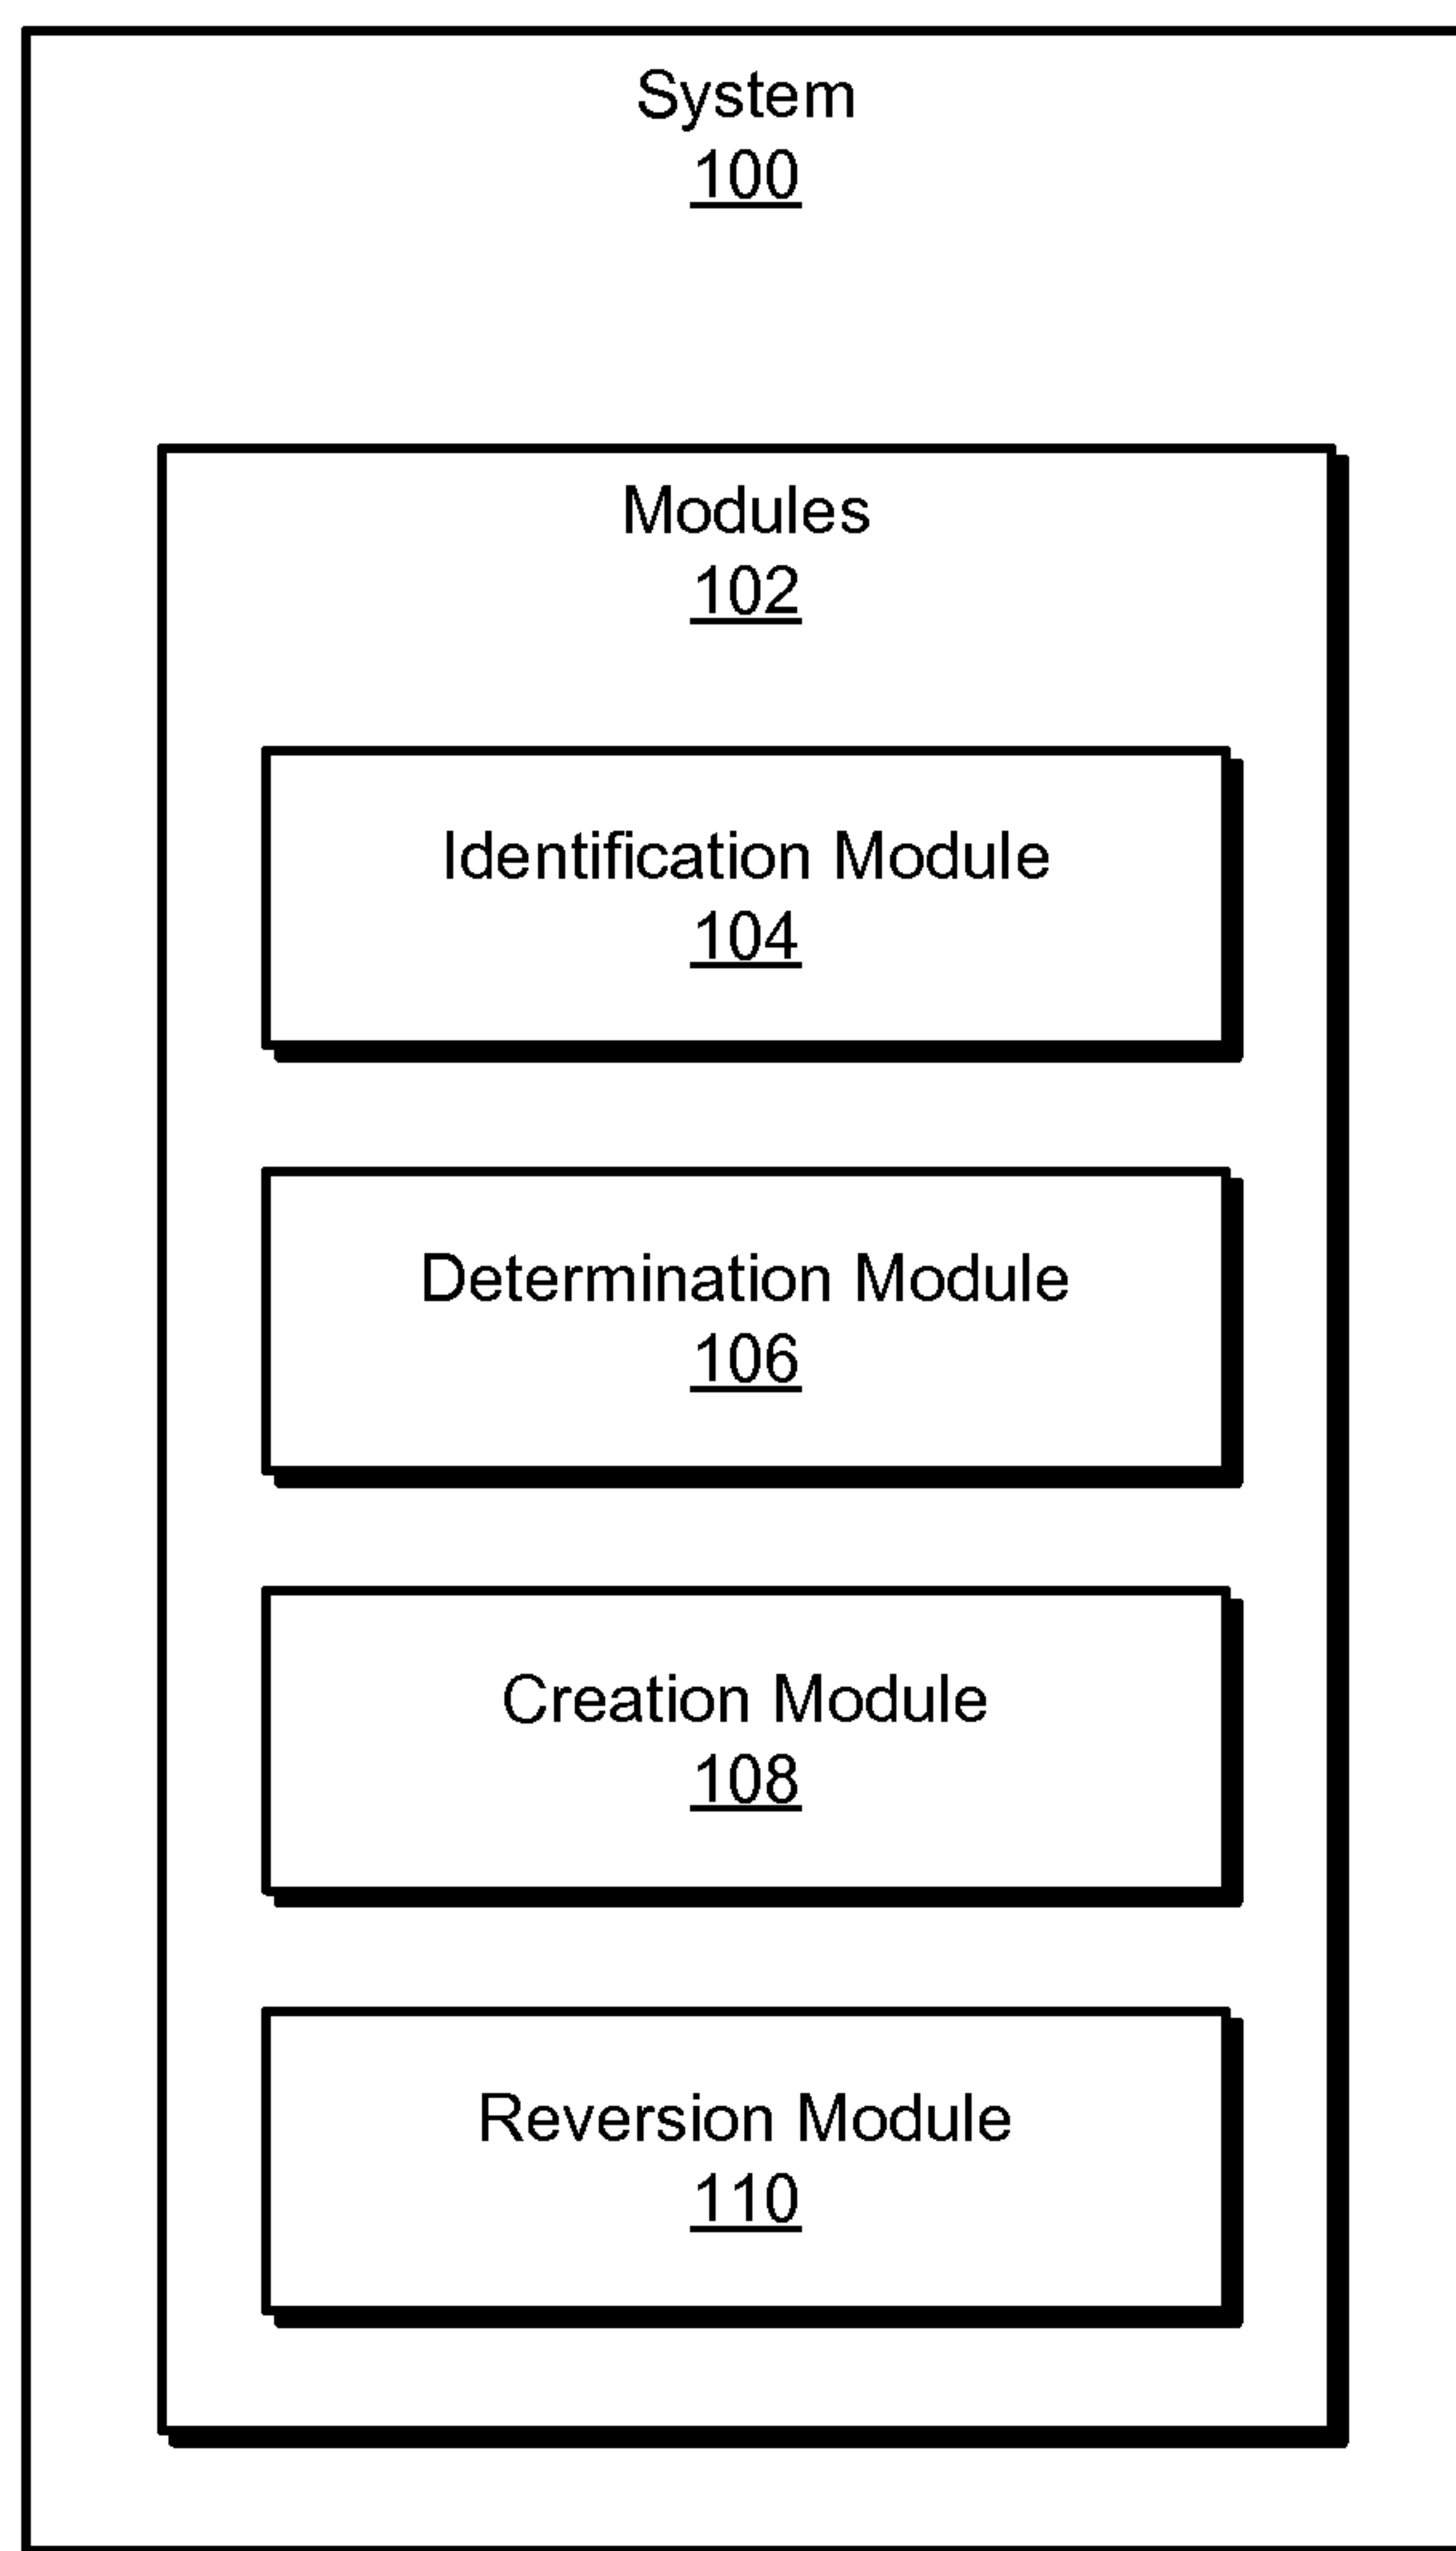 System
100
Modules
102
Identification Module
104
Determination Module
106
Creation Module
108
Reversion Module
110